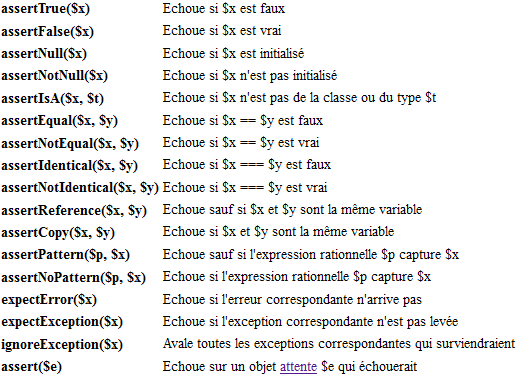 assertTrue($x) Echoue si $x est faux
assertFalse($x) Echoue si $x est vrai
assertNull($x) Echoue si $x est initialisé
assertNotNull($x) Echoue si $x n'est pas initialisé
assertIsA($x, $t) Echoue si $x n'est pas de la classe ou du type $t
assertEqual($x, $y) Echoue si $x == $y est faux
assertNotEqual($x, $y) Echoue si $x == $y est vrai
assertIdentical($x, $y) Echoue si $x === $y est faux
assertNotIdentical($x, $y) Echoue si $x === $y est vrai
assertReference($x, $y) Echoue sauf si $x et $y sont la même variable
assertCopy($x, $y) Echoue si $x et $y sont la même variable
assertPattern($p, $x) Echoue sauf si l'expression rationnelle $p capture $x
assertNoPattern($p, $x) Echoue si l'expression rationnelle $p capture $x
expectError($x) Echoue si l'erreur correspondante n'arrive pas
expectException($x) Echoue si l'exception correspondante n'est pas levée
ignoreException($x) Avale toutes les exceptions correspondantes qui surviendraient
assert($e) Echoue sur un objet attente $e qui échouerait